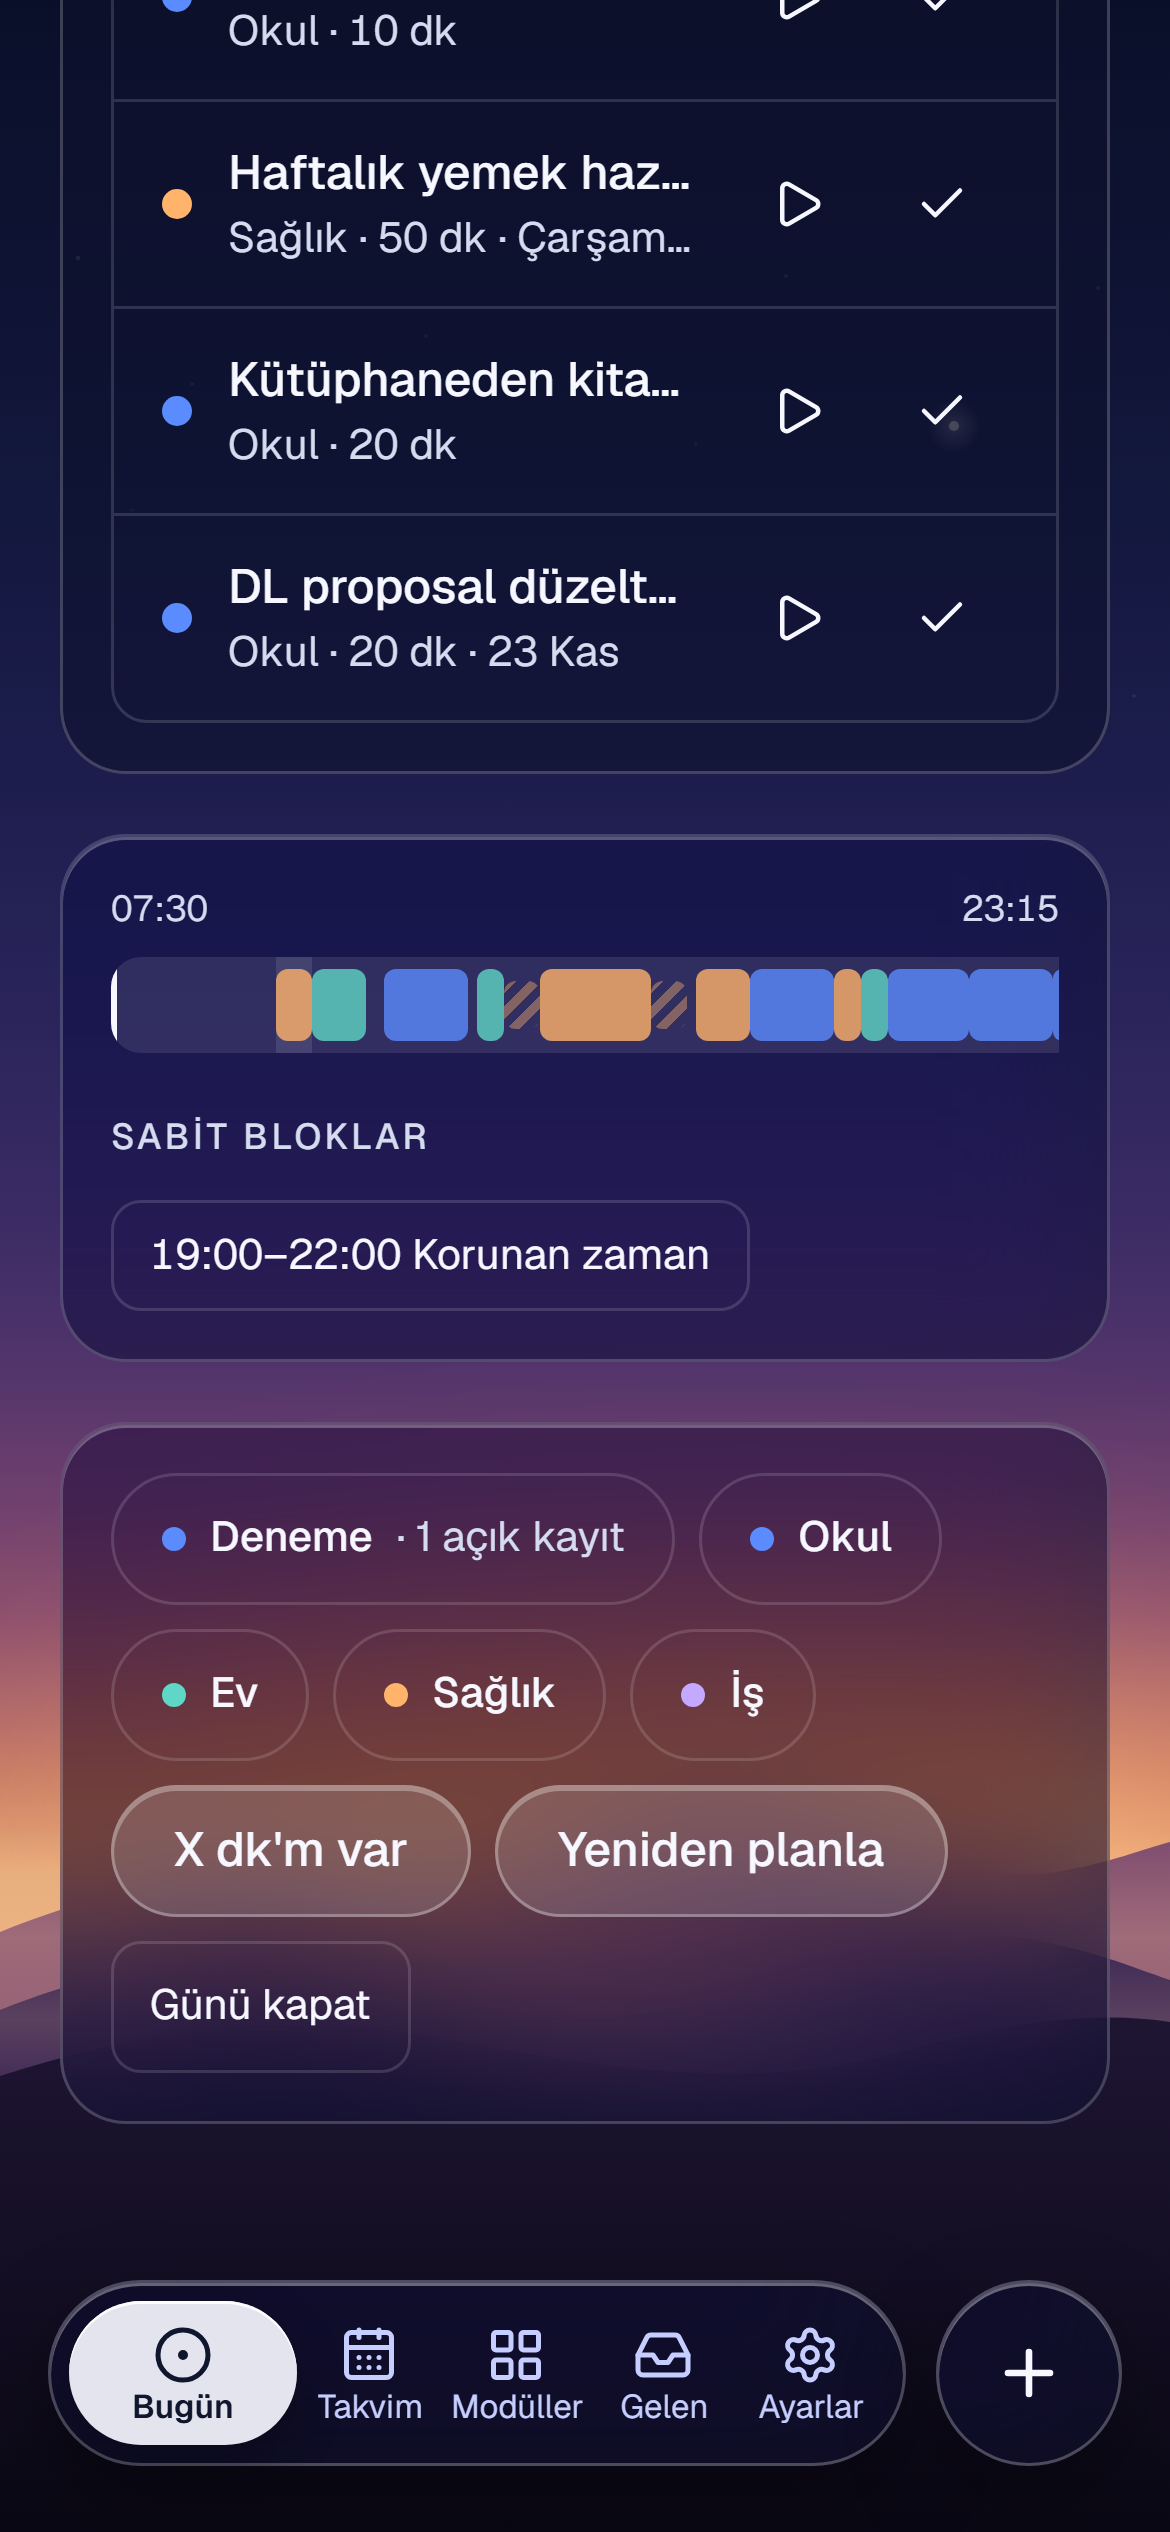 Okul · 10 dk
Haftalık yemek haz...
Sağlık · 50 dk · Çarşam...
Kütüphaneden kita...
Okul · 20 dk
DL proposal düzelt...
Okul · 20 dk · 23 Kas
07:30 23:15
SABİT BLOKLAR
19:00–22:00 Korunan zaman
Deneme · 1 açık kayıt Okul
Ev Sağlık İş
X dk'm var Yeniden planla
Günü kapat
Bugün Takvim Modüller Gelen Ayarlar